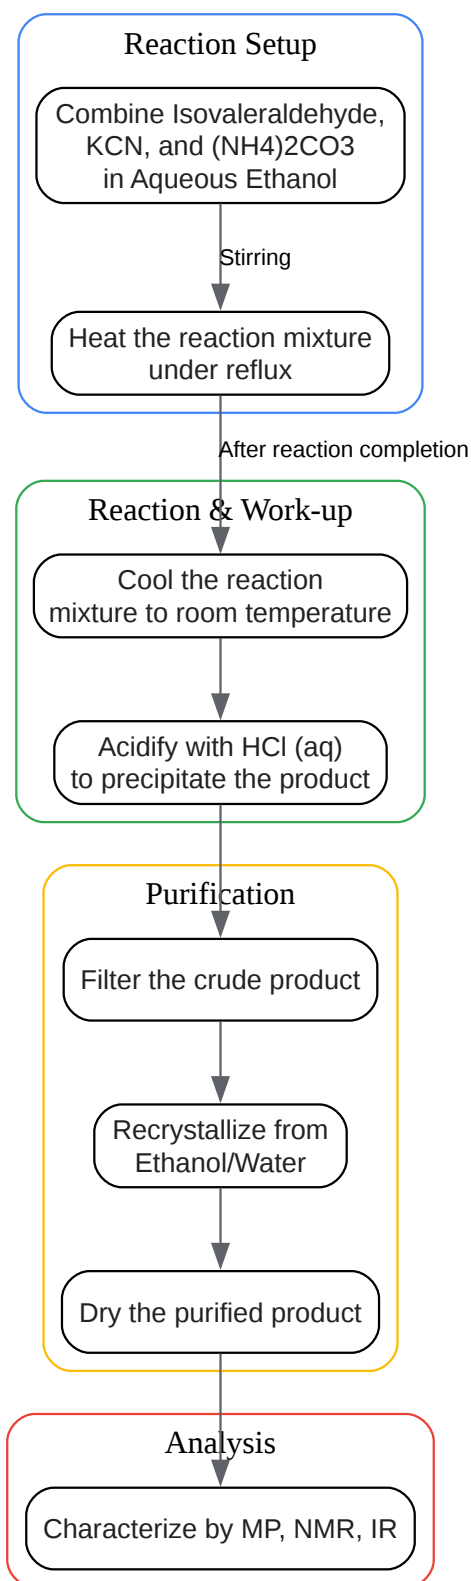 Reaction Setup
Combine Isovaleraldehyde,
KCN, and (NH4)2CO3
in Aqueous Ethanol
Stirring
Heat the reaction mixture
under reflux
After reaction completion
Reaction & Work-up
Cool the reaction
mixture to room temperature
Acidify with HCl (aq)
to precipitate the product
Purification
Filter the crude product
Recrystallize from
Ethanol/Water
Dry the purified product
Analysis
Characterize by MP, NMR, IR